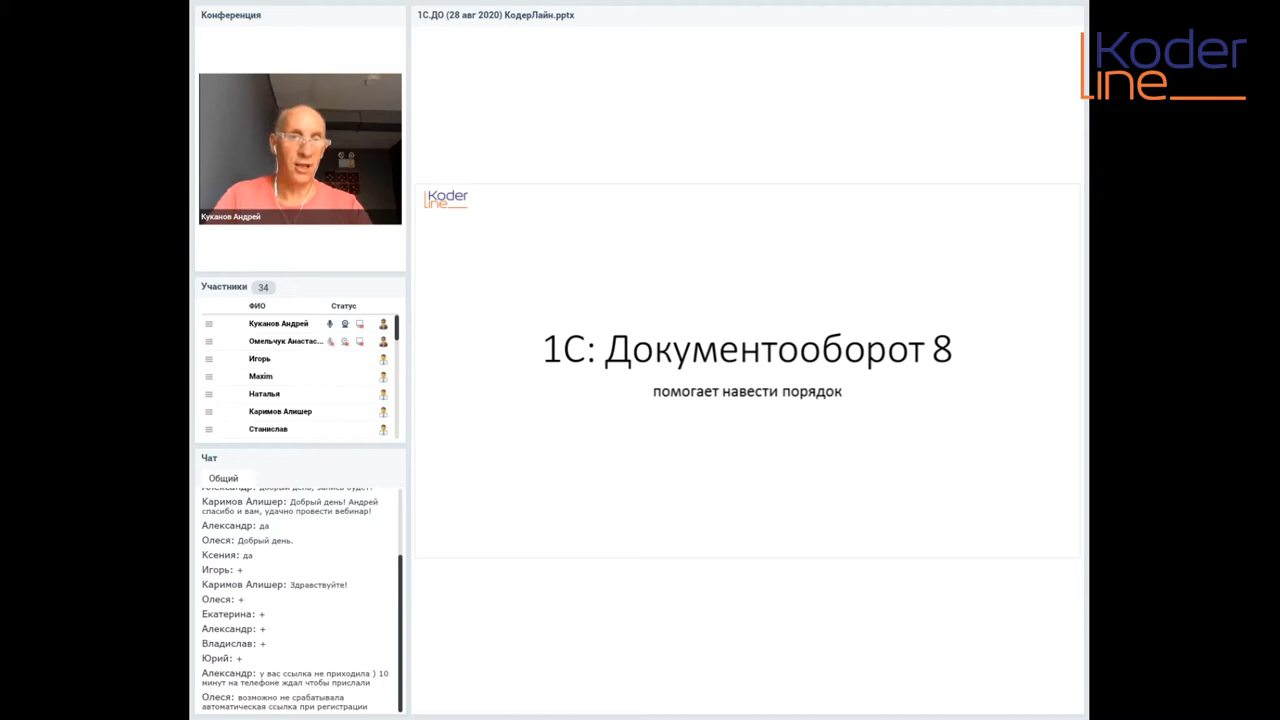 Конференция
1С.ДО (28 авг 2020) КодерЛайн.pptx
Koder
line
Куканов Андрей
Koder
line
1С: Документооборот 8
помогает навести порядок
Участники 34
ФИО Статус
Куканов Андрей
Омельчук Анастас...
Игорь
Maxim
Наталья
Каримов Алишер
Станислав
Чат
Общий
Каримов Алишер: Добрый день! Андрей
спасибо и вам, удачно провести вебинар!
Александр: да
Олеся: Добрый день.
Ксения: да
Игорь: +
Каримов Алишер: Здравствуйте!
Олеся: +
Екатерина: +
Александр: +
Владислав: +
Юрий: +
Александр: у вас ссылка не приходила ) 10
минут на телефоне ждал чтобы прислали
Олеся: возможно не срабатывала
автоматическая ссылка при регистрации